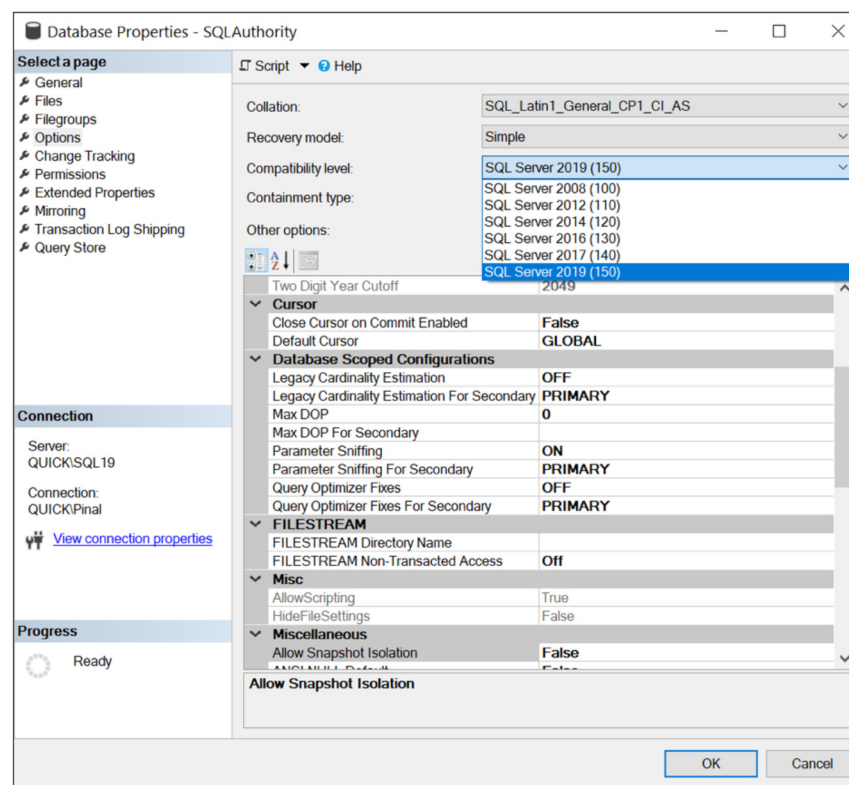 Database Properties - SQLAuthority
Select a page
General
Files
Filegroups
Options
Change Tracking
Permissions
Extended Properties
Mirroring
Transaction Log Shipping
Query Store
Connection
Server:
QUICK\SQL19
Connection:
QUICK\Pinal
View connection properties
Progress
Ready
Script Help
Collation: SQL_Latin1_General_CP1_CI_AS
Recovery model: Simple
Compatibility level: SQL Server 2019 (150)
SQL Server 2008 (100)
Containment type:
SQL Server 2012 (110)
SQL Server 2014 (120)
Other options:
SQL Server 2016 (130)
SQL Server 2017 (140)
SQL Server 2019 (150)
Two Digit Year Cutoff 2049
Cursor
Close Cursor on Commit Enabled False
Default Cursor GLOBAL
Database Scoped Configurations
Legacy Cardinality Estimation OFF
Legacy Cardinality Estimation For Secondary PRIMARY
Max DOP 0
Max DOP For Secondary
Parameter Sniffing ON
Parameter Sniffing For Secondary PRIMARY
Query Optimizer Fixes OFF
Query Optimizer Fixes For Secondary PRIMARY
FILESTREAM
FILESTREAM Directory Name
FILESTREAM Non-Transacted Access Off
Misc
AllowScripting True
HideFileSettings False
Miscellaneous
Allow Snapshot Isolation False
ANSI NULL Default False
Allow Snapshot Isolation
OK Cancel